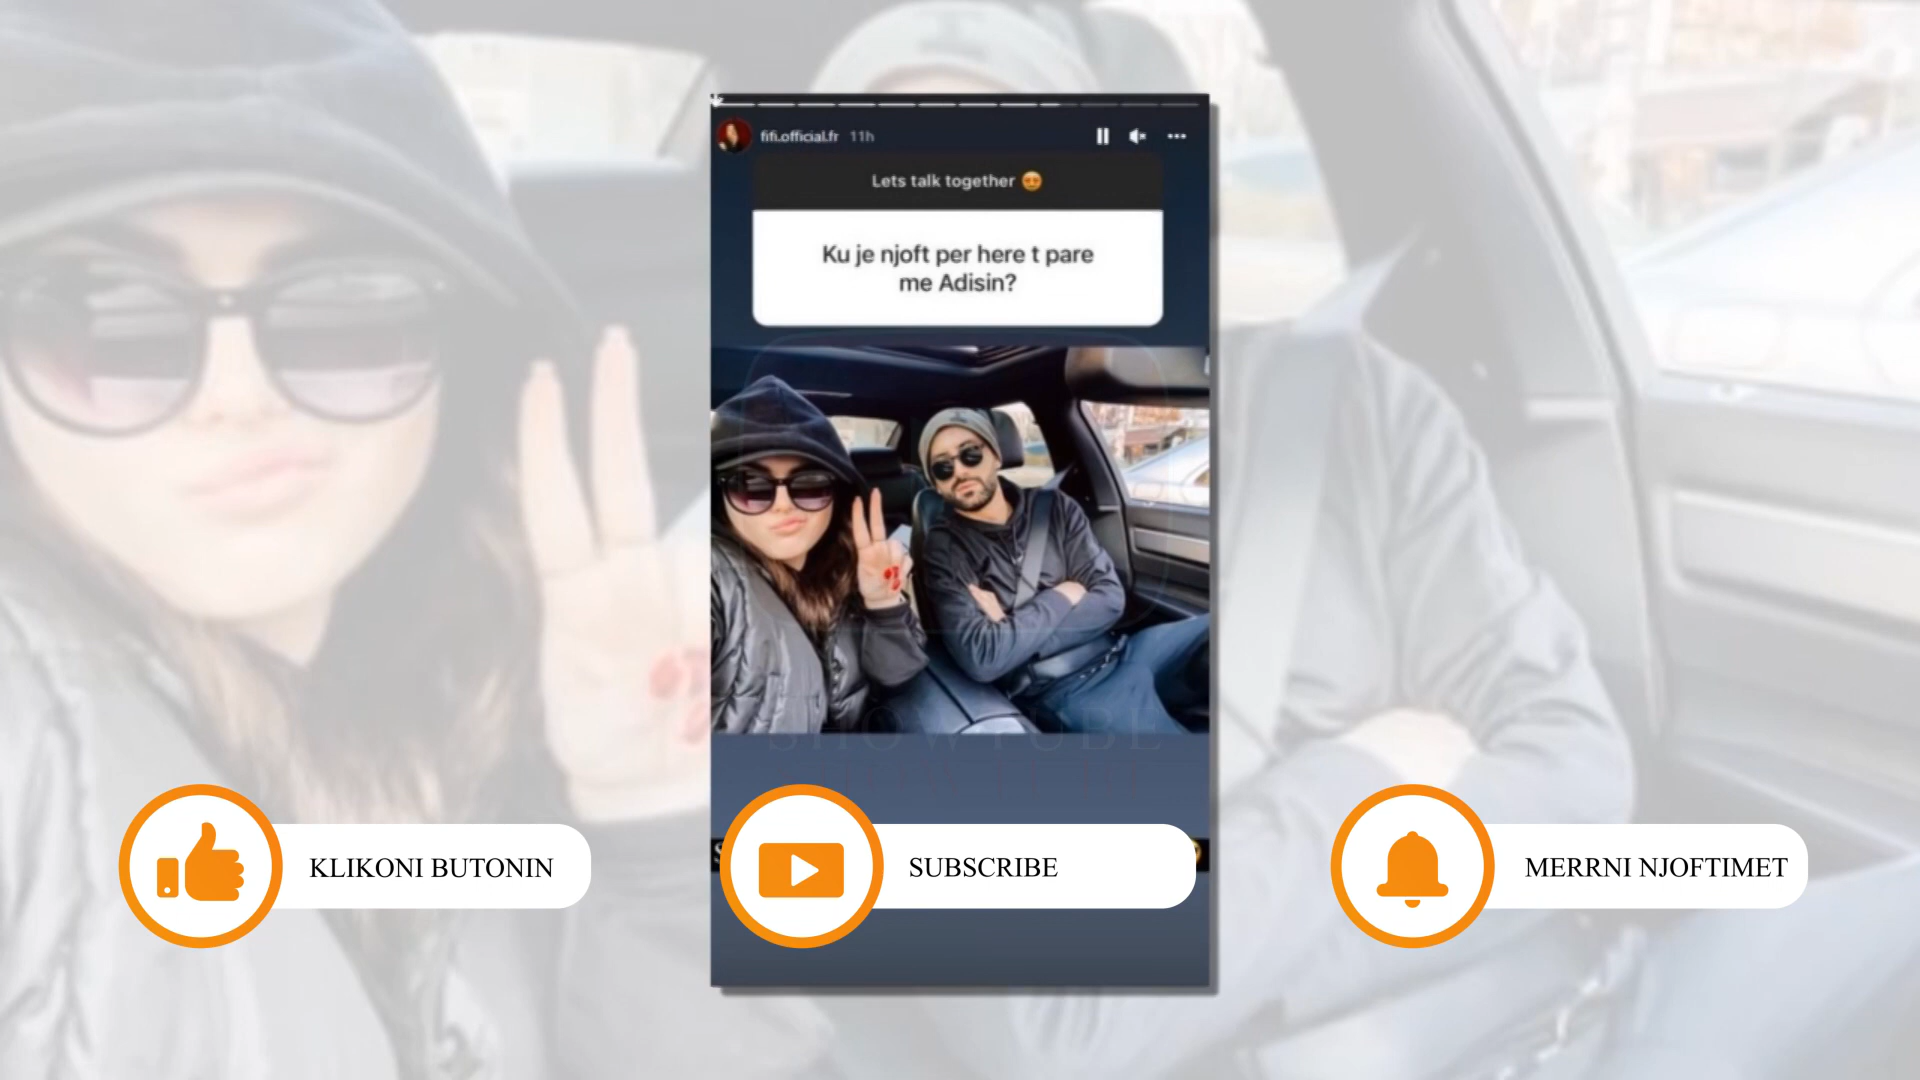 fifi.official.fr 11h
Lets talk together 😍
Ku je njoft per here t pare
me Adisin?
SHOWTUBE
KLIKONI BUTONIN
SUBSCRIBE
MERRNI NJOFTIMET